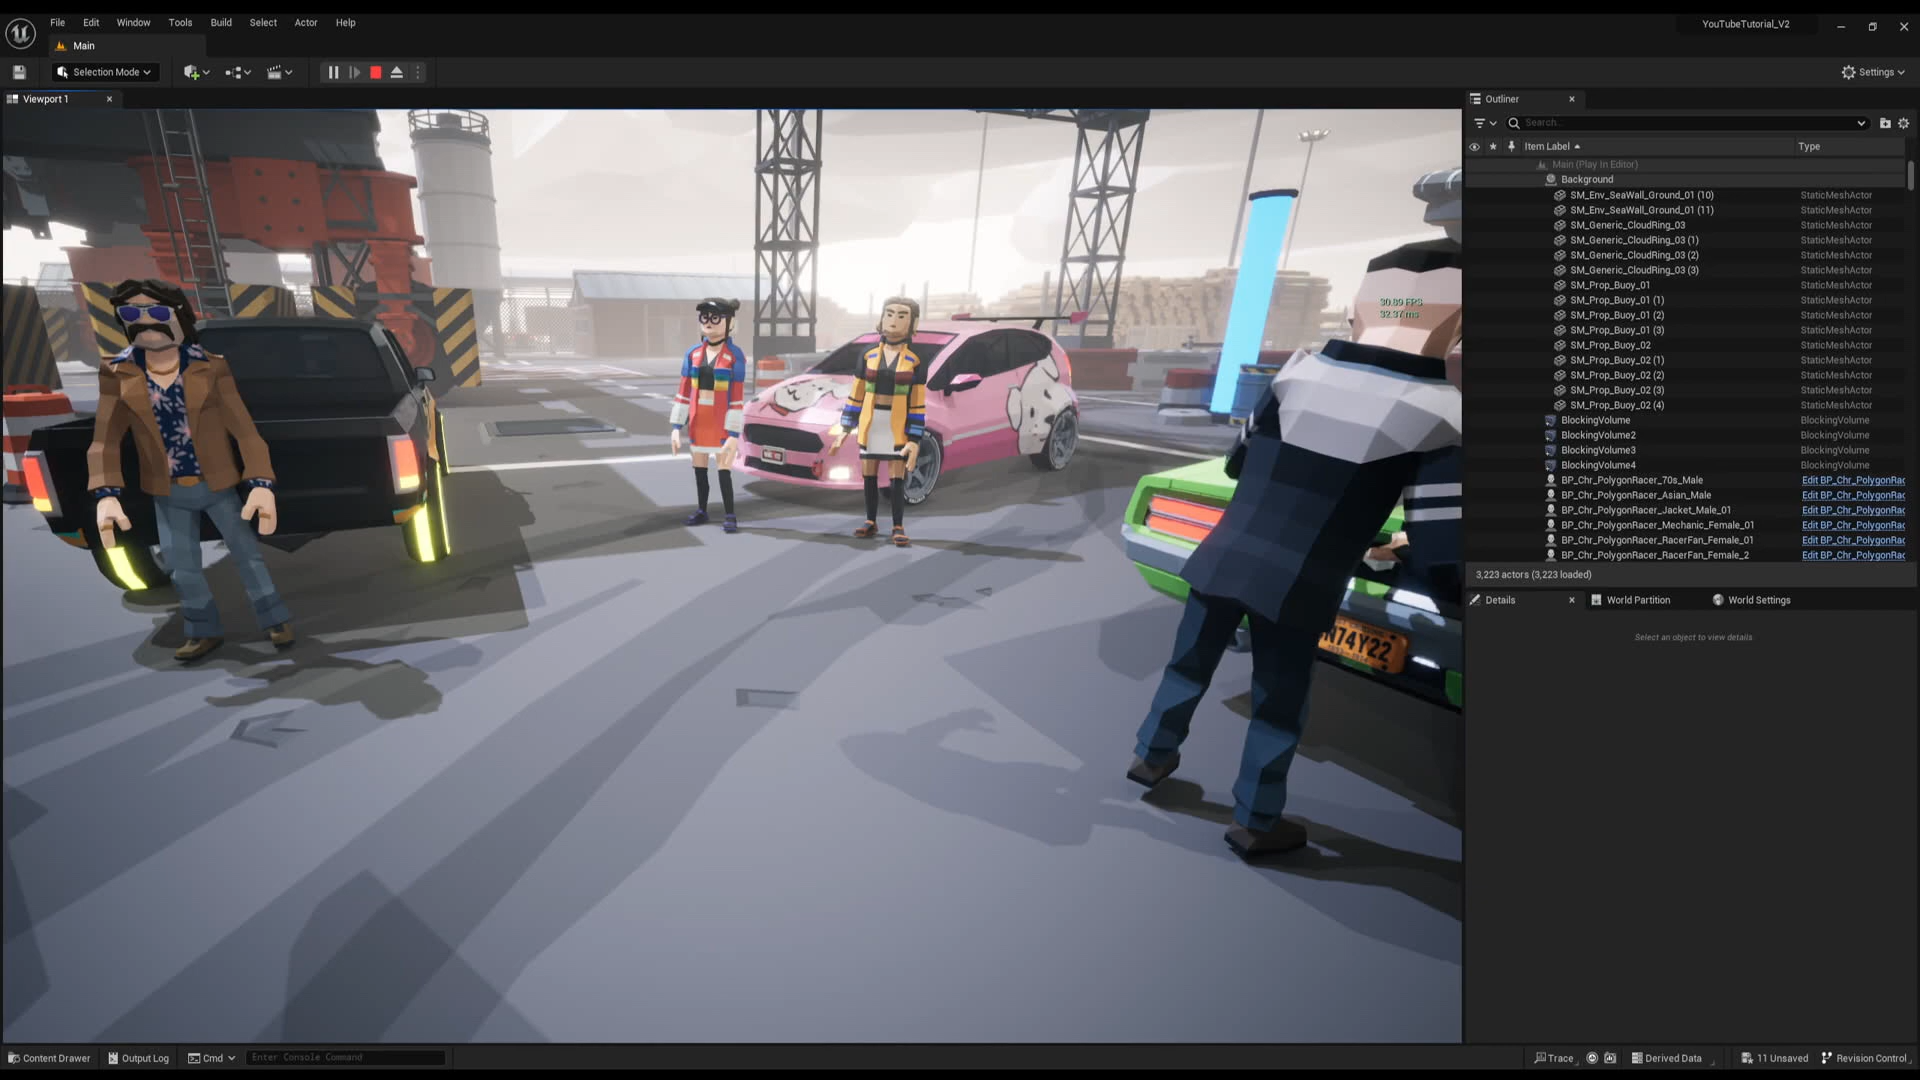 File Edit Window Tools Build Select Actor Help
YouTubeTutorial_V2
Main
Selection Mode
Settings
Viewport 1
Outliner
Search...
Item Label
Type
Main (Play In Editor)
Background
SM_Env_SeaWall_Ground_01 (10) StaticMeshActor
SM_Env_SeaWall_Ground_01 (11) StaticMeshActor
SM_Generic_CloudRing_03 StaticMeshActor
SM_Generic_CloudRing_03 (1) StaticMeshActor
SM_Generic_CloudRing_03 (2) StaticMeshActor
SM_Generic_CloudRing_03 (3) StaticMeshActor
SM_Prop_Buoy_01 StaticMeshActor
SM_Prop_Buoy_01 (1) StaticMeshActor
SM_Prop_Buoy_01 (2) StaticMeshActor
SM_Prop_Buoy_01 (3) StaticMeshActor
SM_Prop_Buoy_02 StaticMeshActor
SM_Prop_Buoy_02 (1) StaticMeshActor
SM_Prop_Buoy_02 (2) StaticMeshActor
SM_Prop_Buoy_02 (3) StaticMeshActor
SM_Prop_Buoy_02 (4) StaticMeshActor
BlockingVolume BlockingVolume
BlockingVolume2 BlockingVolume
BlockingVolume3 BlockingVolume
BlockingVolume4 BlockingVolume
BP_Chr_PolygonRacer_70s_Male Edit BP_Chr_PolygonRac
BP_Chr_PolygonRacer_Asian_Male Edit BP_Chr_PolygonRac
BP_Chr_PolygonRacer_Jacket_Male_01 Edit BP_Chr_PolygonRac
BP_Chr_PolygonRacer_Mechanic_Female_01 Edit BP_Chr_PolygonRac
BP_Chr_PolygonRacer_RacerFan_Female_01 Edit BP_Chr_PolygonRac
BP_Chr_PolygonRacer_RacerFan_Female_2 Edit BP_Chr_PolygonRac
3,223 actors (3,223 loaded)
Details
World Partition
World Settings
Select an object to view details
30.89 FPS
32.37 ms
N74Y22
Content Drawer
Output Log
Cmd
Enter Console Command
Trace
Derived Data
11 Unsaved
Revision Control